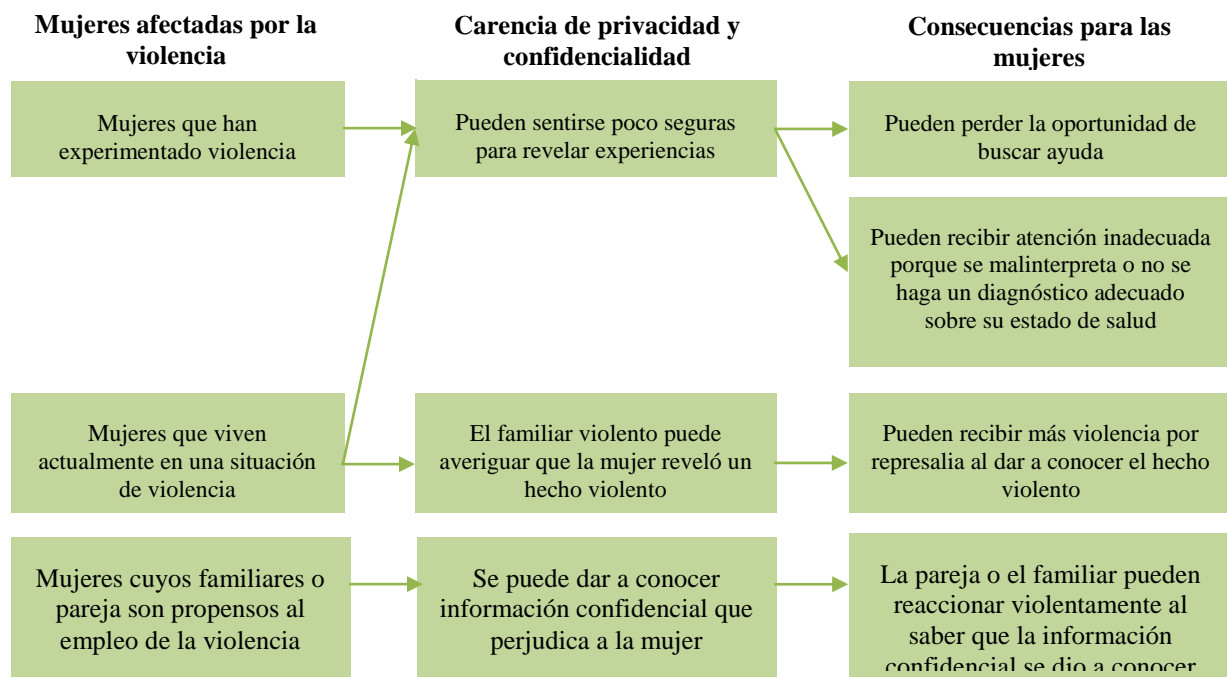 Mujeres afectadas por la
violencia
Carencia de privacidad y
confidencialidad
Consecuencias para las
mujeres
Mujeres que han
experimentado violencia
Pueden sentirse poco seguras
para revelar experiencias
Pueden perder la oportunidad de
buscar ayuda
Pueden recibir atención inadecuada
porque se malinterpreta o no se
haga un diagnóstico adecuado
sobre su estado de salud
Mujeres que viven
actualmente en una situación
de violencia
El familiar violento puede
averiguar que la mujer reveló un
hecho violento
Pueden recibir más violencia por
represalia al dar a conocer el hecho
violento
Mujeres cuyos familiares o
pareja son propensos al
empleo de la violencia
Se puede dar a conocer
información confidencial que
perjudica a la mujer
La pareja o el familiar pueden
reaccionar violentamente al
saber que la información
confidencial se dio a conocer